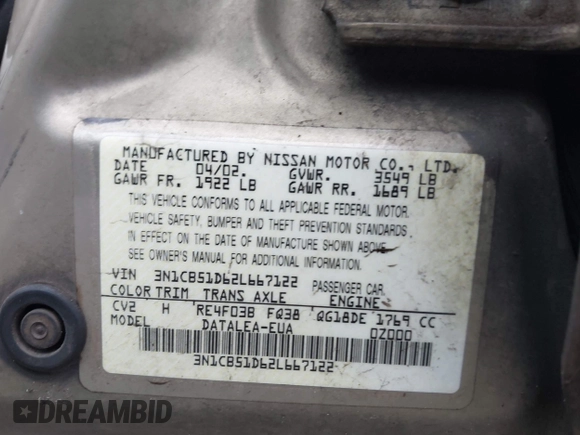 MANUFACTURED BY NISSAN MOTOR CO., LTD.
DATE 04/02. GVWR. 3549 LB
GAWR FR. 1922 LB GAWR RR. 1689 LB
THIS VEHICLE CONFORMS TO ALL APPLICABLE FEDERAL MOTOR
VEHICLE SAFETY, BUMPER AND THEFT PREVENTION STANDARDS
IN EFFECT ON THE DATE OF MANUFACTURE SHOWN ABOVE.
SEE OWNER'S MANUAL FOR ADDITIONAL INFORMATION.
VIN 3N1CB51D62L667122 PASSENGER CAR.
COLOR TRIM TRANS AXLE ENGINE
CV2 H RE4F03B FQ38 QG18DE 1769 CC
MODEL DATALEA-EUA 0Z000
3N1CB51D62L667122
DREAMBID